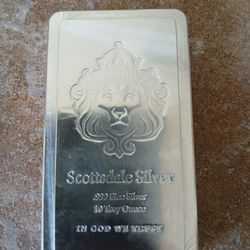 Scottsdale Silver
.999 Fine Silver
10 Troy Ounce
IN GOD WE TRUST